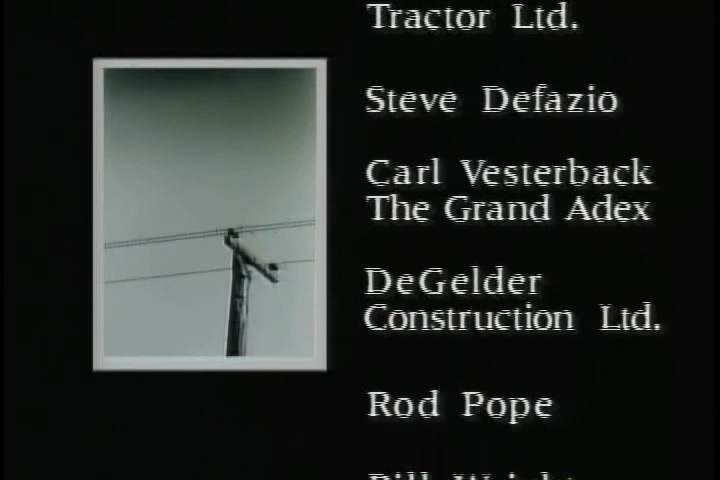 Tractor Ltd.
Steve Defazio
Carl Vesterback
The Grand Adex
DeGelder
Construction Ltd.
Rod Pope